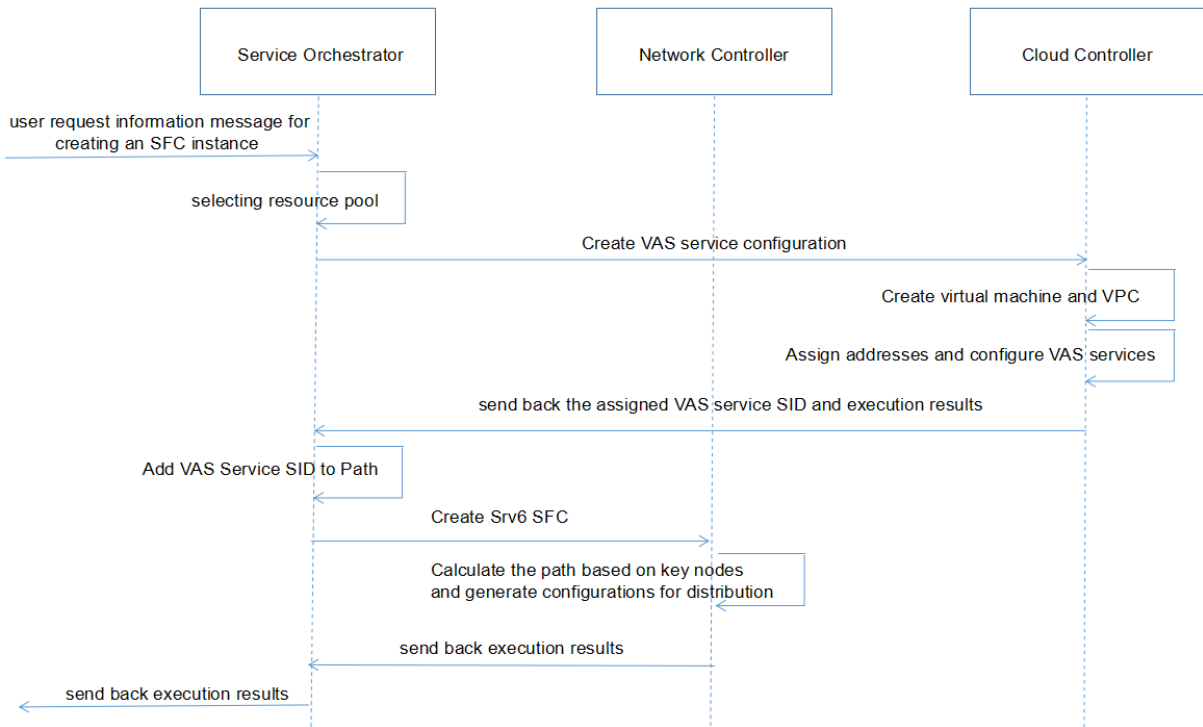 Service Orchestrator
Network Controller
Cloud Controller
user request information message for
creating an SFC instance
selecting resource pool
Create VAS service configuration
Create virtual machine and VPC
Assign addresses and configure VAS services
send back the assigned VAS service SID and execution results
Add VAS Service SID to Path
Create Srv6 SFC
Calculate the path based on key nodes
and generate configurations for distribution
send back execution results
send back execution results